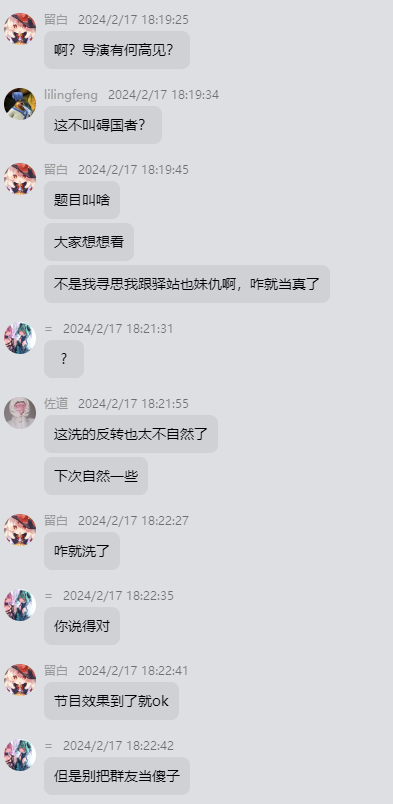 留白 2024/2/17 18:19:25
啊？导演有何高见？
lilingfeng 2024/2/17 18:19:34
这不叫碍国者？
留白 2024/2/17 18:19:45
题目叫啥
大家想想看
不是我寻思我跟驿站也妹仇啊，咋就当真了
= 2024/2/17 18:21:31
？
佐道 2024/2/17 18:21:55
这洗的反转也太不自然了
下次自然一些
留白 2024/2/17 18:22:27
咋就洗了
= 2024/2/17 18:22:35
你说得对
留白 2024/2/17 18:22:41
节目效果到了就ok
= 2024/2/17 18:22:42
但是别把群友当傻子